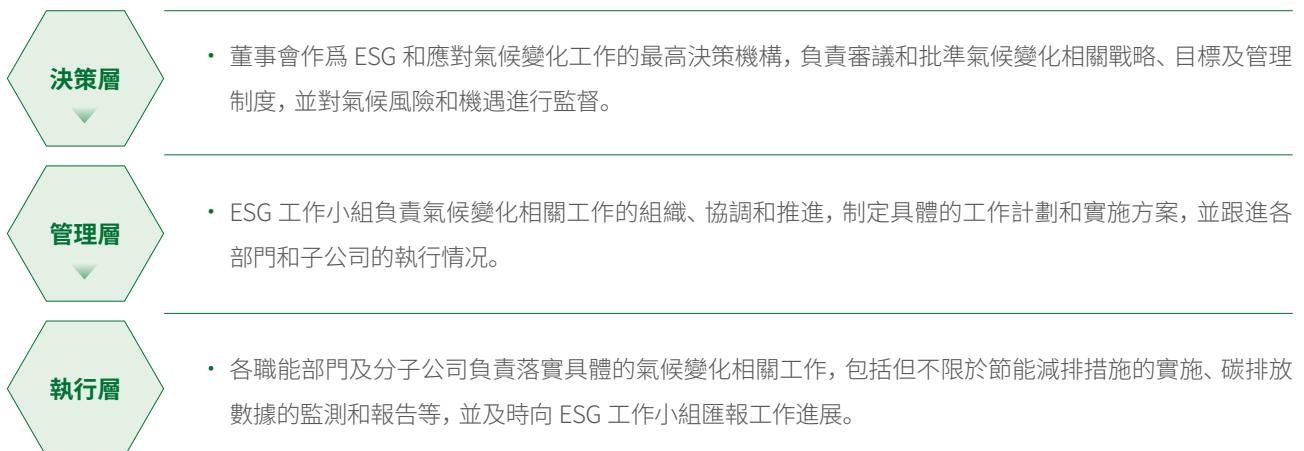 決策層
• 董事會作爲 ESG 和應對氣候變化工作的最高決策機構，負責審議和批準氣候變化相關戰略、目標及管理
制度，並對氣候風險和機遇進行監督。
管理層
• ESG 工作小組負責氣候變化相關工作的組織、協調和推進，制定具體的工作計劃和實施方案，並跟進各
部門和子公司的執行情況。
執行層
• 各職能部門及分子公司負責落實具體的氣候變化相關工作，包括但不限於節能減排措施的實施、碳排放
數據的監測和報告等，並及時向 ESG 工作小組匯報工作進展。